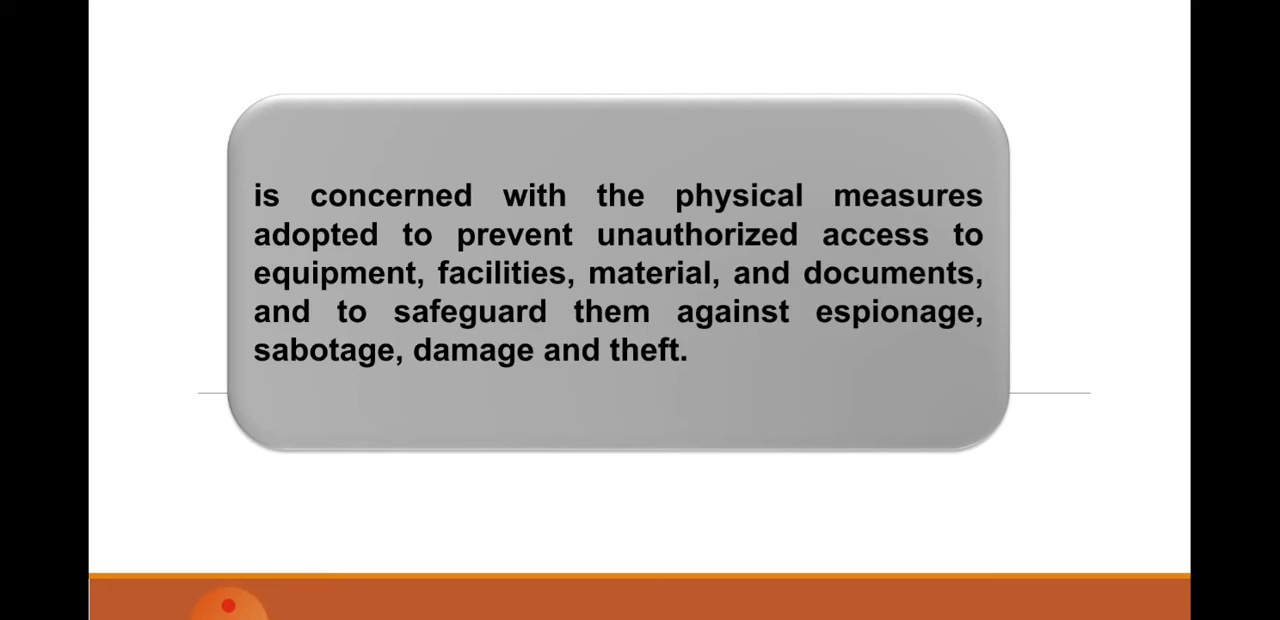 is concerned with the physical measures
adopted to prevent unauthorized access to
equipment, facilities, material, and documents,
and to safeguard them against espionage,
sabotage, damage and theft.